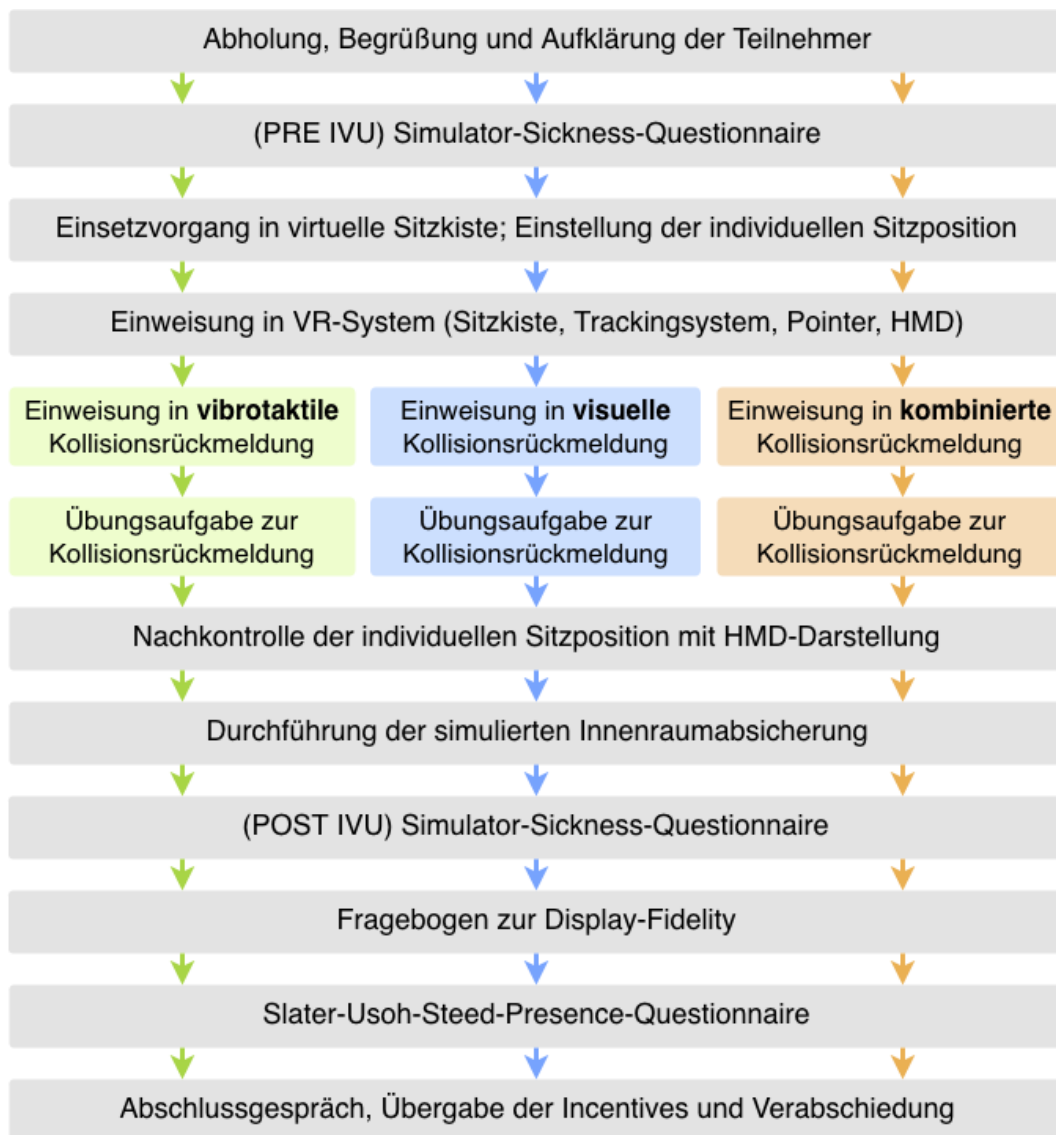 Abholung, Begrüßung und Aufklärung der Teilnehmer
(PRE IVU) Simulator-Sickness-Questionnaire
Einsetzvorgang in virtuelle Sitzkiste; Einstellung der individuellen Sitzposition
Einweisung in VR-System (Sitzkiste, Trackingsystem, Pointer, HMD)
Einweisung in vibrotaktile
Kollisionsrückmeldung
Einweisung in visuelle
Kollisionsrückmeldung
Einweisung in kombinierte
Kollisionsrückmeldung
Übungsaufgabe zur
Kollisionsrückmeldung
Übungsaufgabe zur
Kollisionsrückmeldung
Übungsaufgabe zur
Kollisionsrückmeldung
Nachkontrolle der individuellen Sitzposition mit HMD-Darstellung
Durchführung der simulierten Innenraumabsicherung
(POST IVU) Simulator-Sickness-Questionnaire
Fragebogen zur Display-Fidelity
Slater-Usoh-Steed-Presence-Questionnaire
Abschlussgespräch, Übergabe der Incentives und Verabschiedung